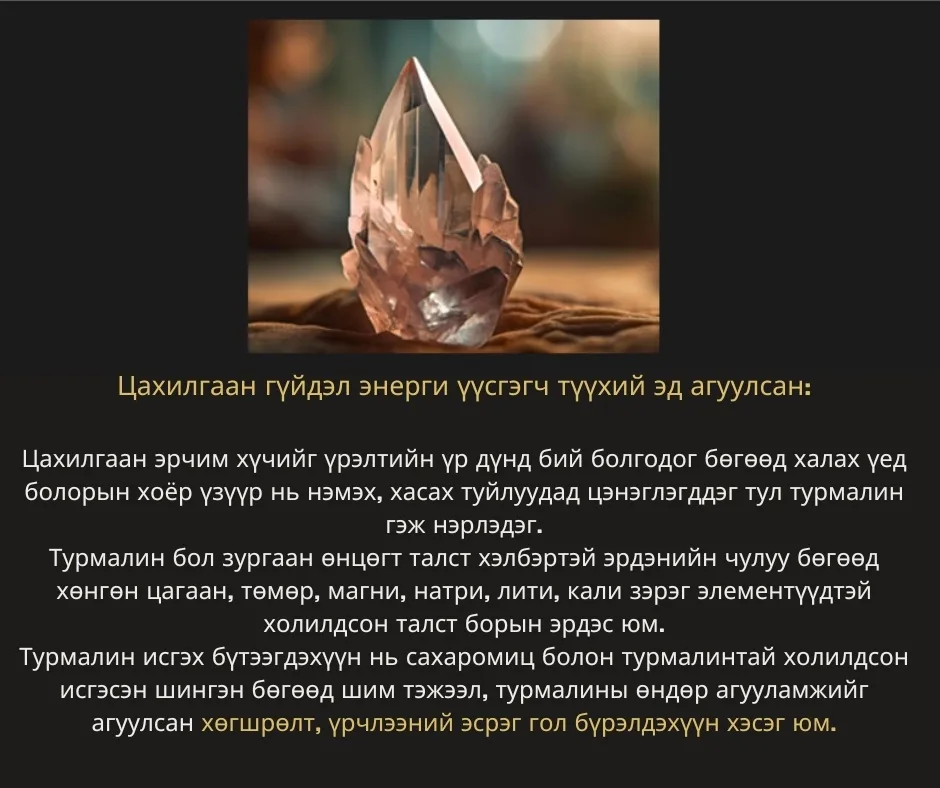 Цахилгаан гүйдэл энерги үүсгэгч түүхий эд агуулсан:
Цахилгаан эрчим хүчийг үрэлтийн үр дүнд бий болгодог бөгөөд халах үед
болорын хоёр үзүүр нь нэмэх, хасах туйлуудад цэнэглэгддэг тул турмалин
гэж нэрлэдэг.
Турмалин бол зургаан өнцөгт талст хэлбэртэй эрдэнийн чулуу бөгөөд
хөнгөн цагаан, төмөр, магни, натри, лити, кали зэрэг элементүүдтэй
холилдсон талст борын эрдэс юм.
Турмалин исгэх бүтээгдэхүүн нь сахаромиц болон турмалинтай холилдсон
исгэсэн шингэн бөгөөд шим тэжээл, турмалины өндөр агууламжийг
агуулсан хөгшрөлт, үрчлээний эсрэг гол бүрэлдэхүүн хэсэг юм.